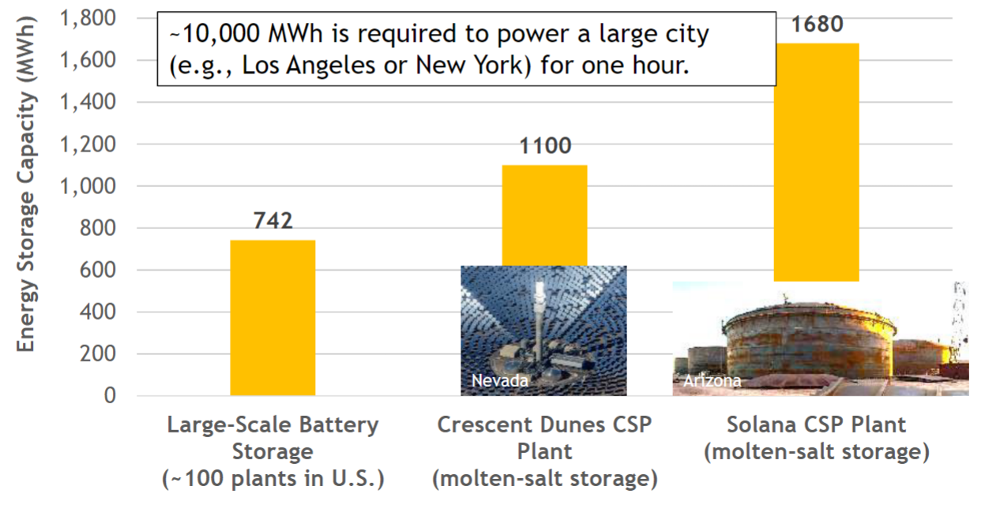 Energy Storage Capacity (MWh)
1,800
1,600
1,400
1,200
1,000
800
600
400
200
0
~10,000 MWh is required to power a large city
(e.g., Los Angeles or New York) for one hour.
742
1100
1680
Nevada
Arizona
Large-Scale Battery
Storage
(~100 plants in U.S.)
Crescent Dunes CSP
Plant
(molten-salt storage)
Solana CSP Plant
(molten-salt storage)